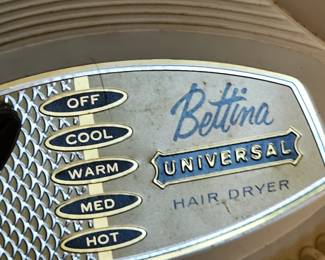 OFF
COOL
WARM
MED
HOT
Bettina
UNIVERSAL
HAIR DRYER